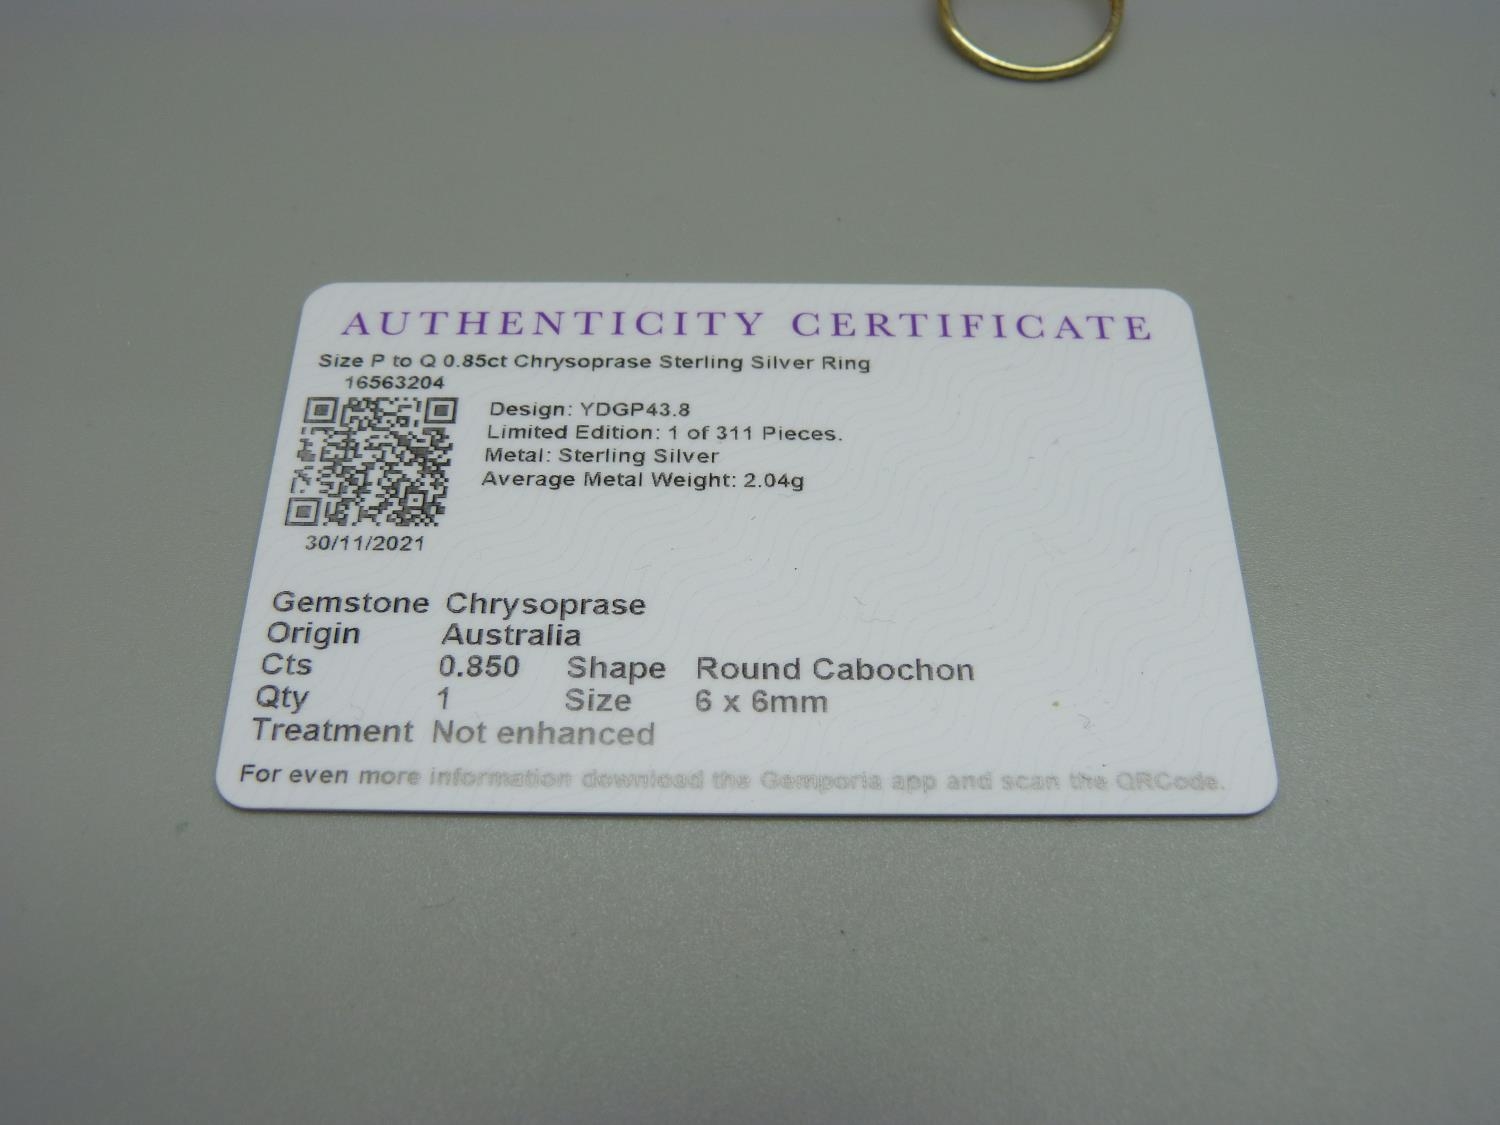 AUTHENTICITY CERTIFICATE
Size P to Q 0.85ct Chrysoprase Sterling Silver Ring
16563204
Design: YDGP43.8
Limited Edition: 1 of 311 Pieces.
Metal: Sterling Silver
Average Metal Weight: 2.04g
30/11/2021
Gemstone Chrysoprase
Origin Australia
Cts 0.850 Shape Round Cabochon
Qty 1 Size 6 x 6mm
Treatment Not enhanced
For even more information download the Gemporia app and scan the QRCode.